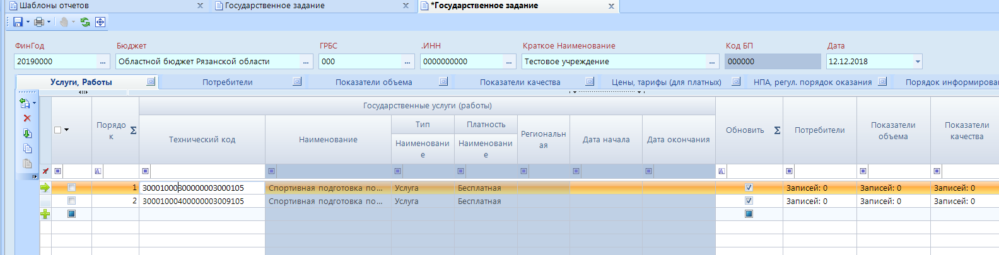 Шаблоны отчетов Государственное задание *Государственное задание
ФинГод Бюджет ГРБС .ИНН Краткое Наименование Код БП Дата
20190000 ... Областной бюджет Рязанской области ... 000 ... 0000000000 ... Тестовое учреждение ... 000000 12.12.2018
Услуги, Работы Потребители Показатели объема Показатели качества Цены, тарифы (для платных) НПА, регул. порядок оказания Порядок информирован
Государственные услуги (работы)
Порядо
к Σ
Технический код
Наименование
Тип
Наименовани
е
Платность
Наименовани
е
Региональн
ая
Дата начала
Дата окончания
Обновить Σ
Потребители
Показатели
объема
Показатели
качества
1 30001000300000003000105 Спортивная подготовка по... Услуга Бесплатная Записей: 0 Записей: 0 Записей: 0
2 30001000400000003009105 Спортивная подготовка по... Услуга Бесплатная Записей: 0 Записей: 0 Записей: 0